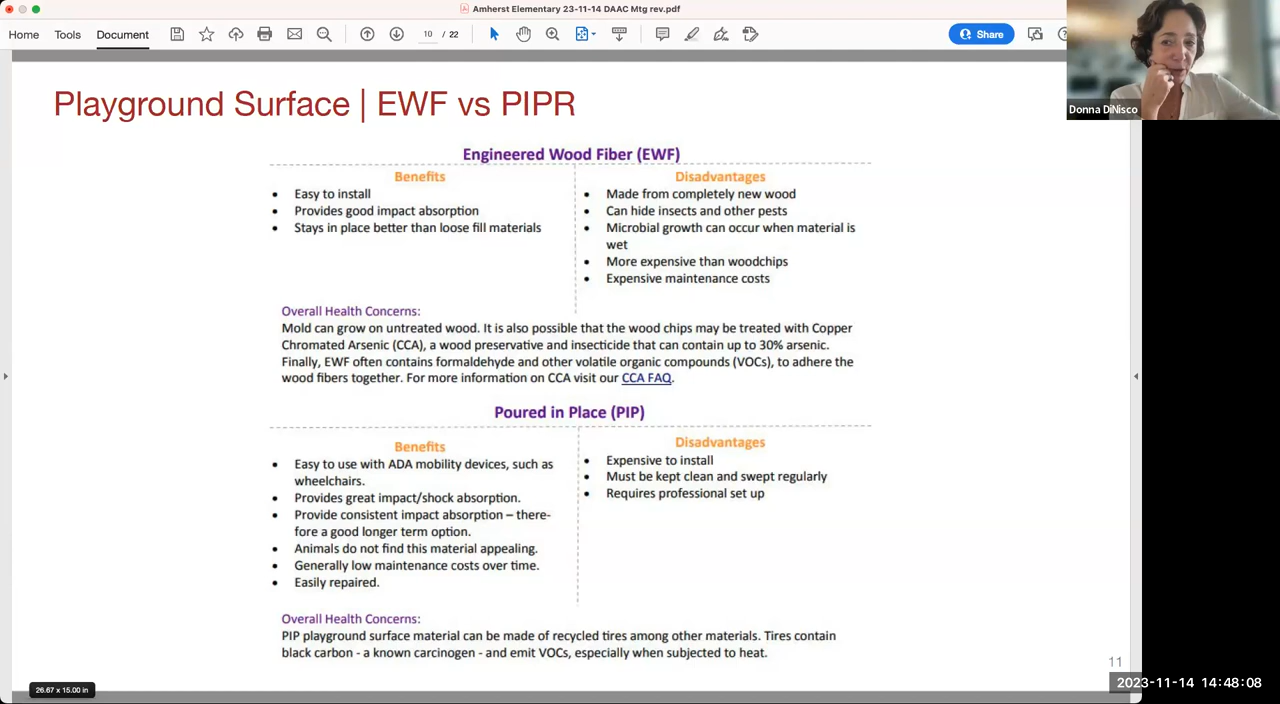 Amherst Elementary 23-11-14 DAAC Mtg rev.pdf
Home Tools Document 10 / 22 Share
Donna DiNisco
Playground Surface | EWF vs PIPR
Engineered Wood Fiber (EWF)
Benefits
• Easy to install
• Provides good impact absorption
• Stays in place better than loose fill materials
Disadvantages
• Made from completely new wood
• Can hide insects and other pests
• Microbial growth can occur when material is
wet
• More expensive than woodchips
• Expensive maintenance costs
Overall Health Concerns:
Mold can grow on untreated wood. It is also possible that the wood chips may be treated with Copper
Chromated Arsenic (CCA), a wood preservative and insecticide that can contain up to 30% arsenic.
Finally, EWF often contains formaldehyde and other volatile organic compounds (VOCs), to adhere the
wood fibers together. For more information on CCA visit our CCA FAQ.
Poured in Place (PIP)
Benefits
• Easy to use with ADA mobility devices, such as
wheelchairs.
• Provides great impact/shock absorption.
• Provide consistent impact absorption – there-
fore a good longer term option.
• Animals do not find this material appealing.
• Generally low maintenance costs over time.
• Easily repaired.
Disadvantages
• Expensive to install
• Must be kept clean and swept regularly
• Requires professional set up
Overall Health Concerns:
PIP playground surface material can be made of recycled tires among other materials. Tires contain
black carbon - a known carcinogen - and emit VOCs, especially when subjected to heat.
11
26.67 x 15.00 in
2023-11-14 14:48:08